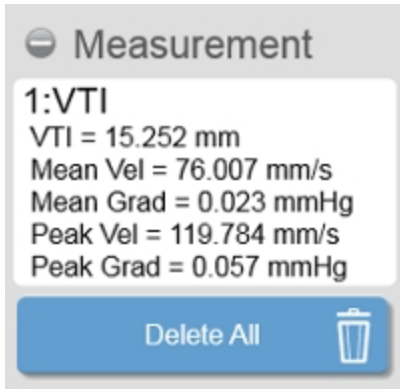 Measurement
1:VTI
VTI = 15.252 mm
Mean Vel = 76.007 mm/s
Mean Grad = 0.023 mmHg
Peak Vel = 119.784 mm/s
Peak Grad = 0.057 mmHg
Delete All